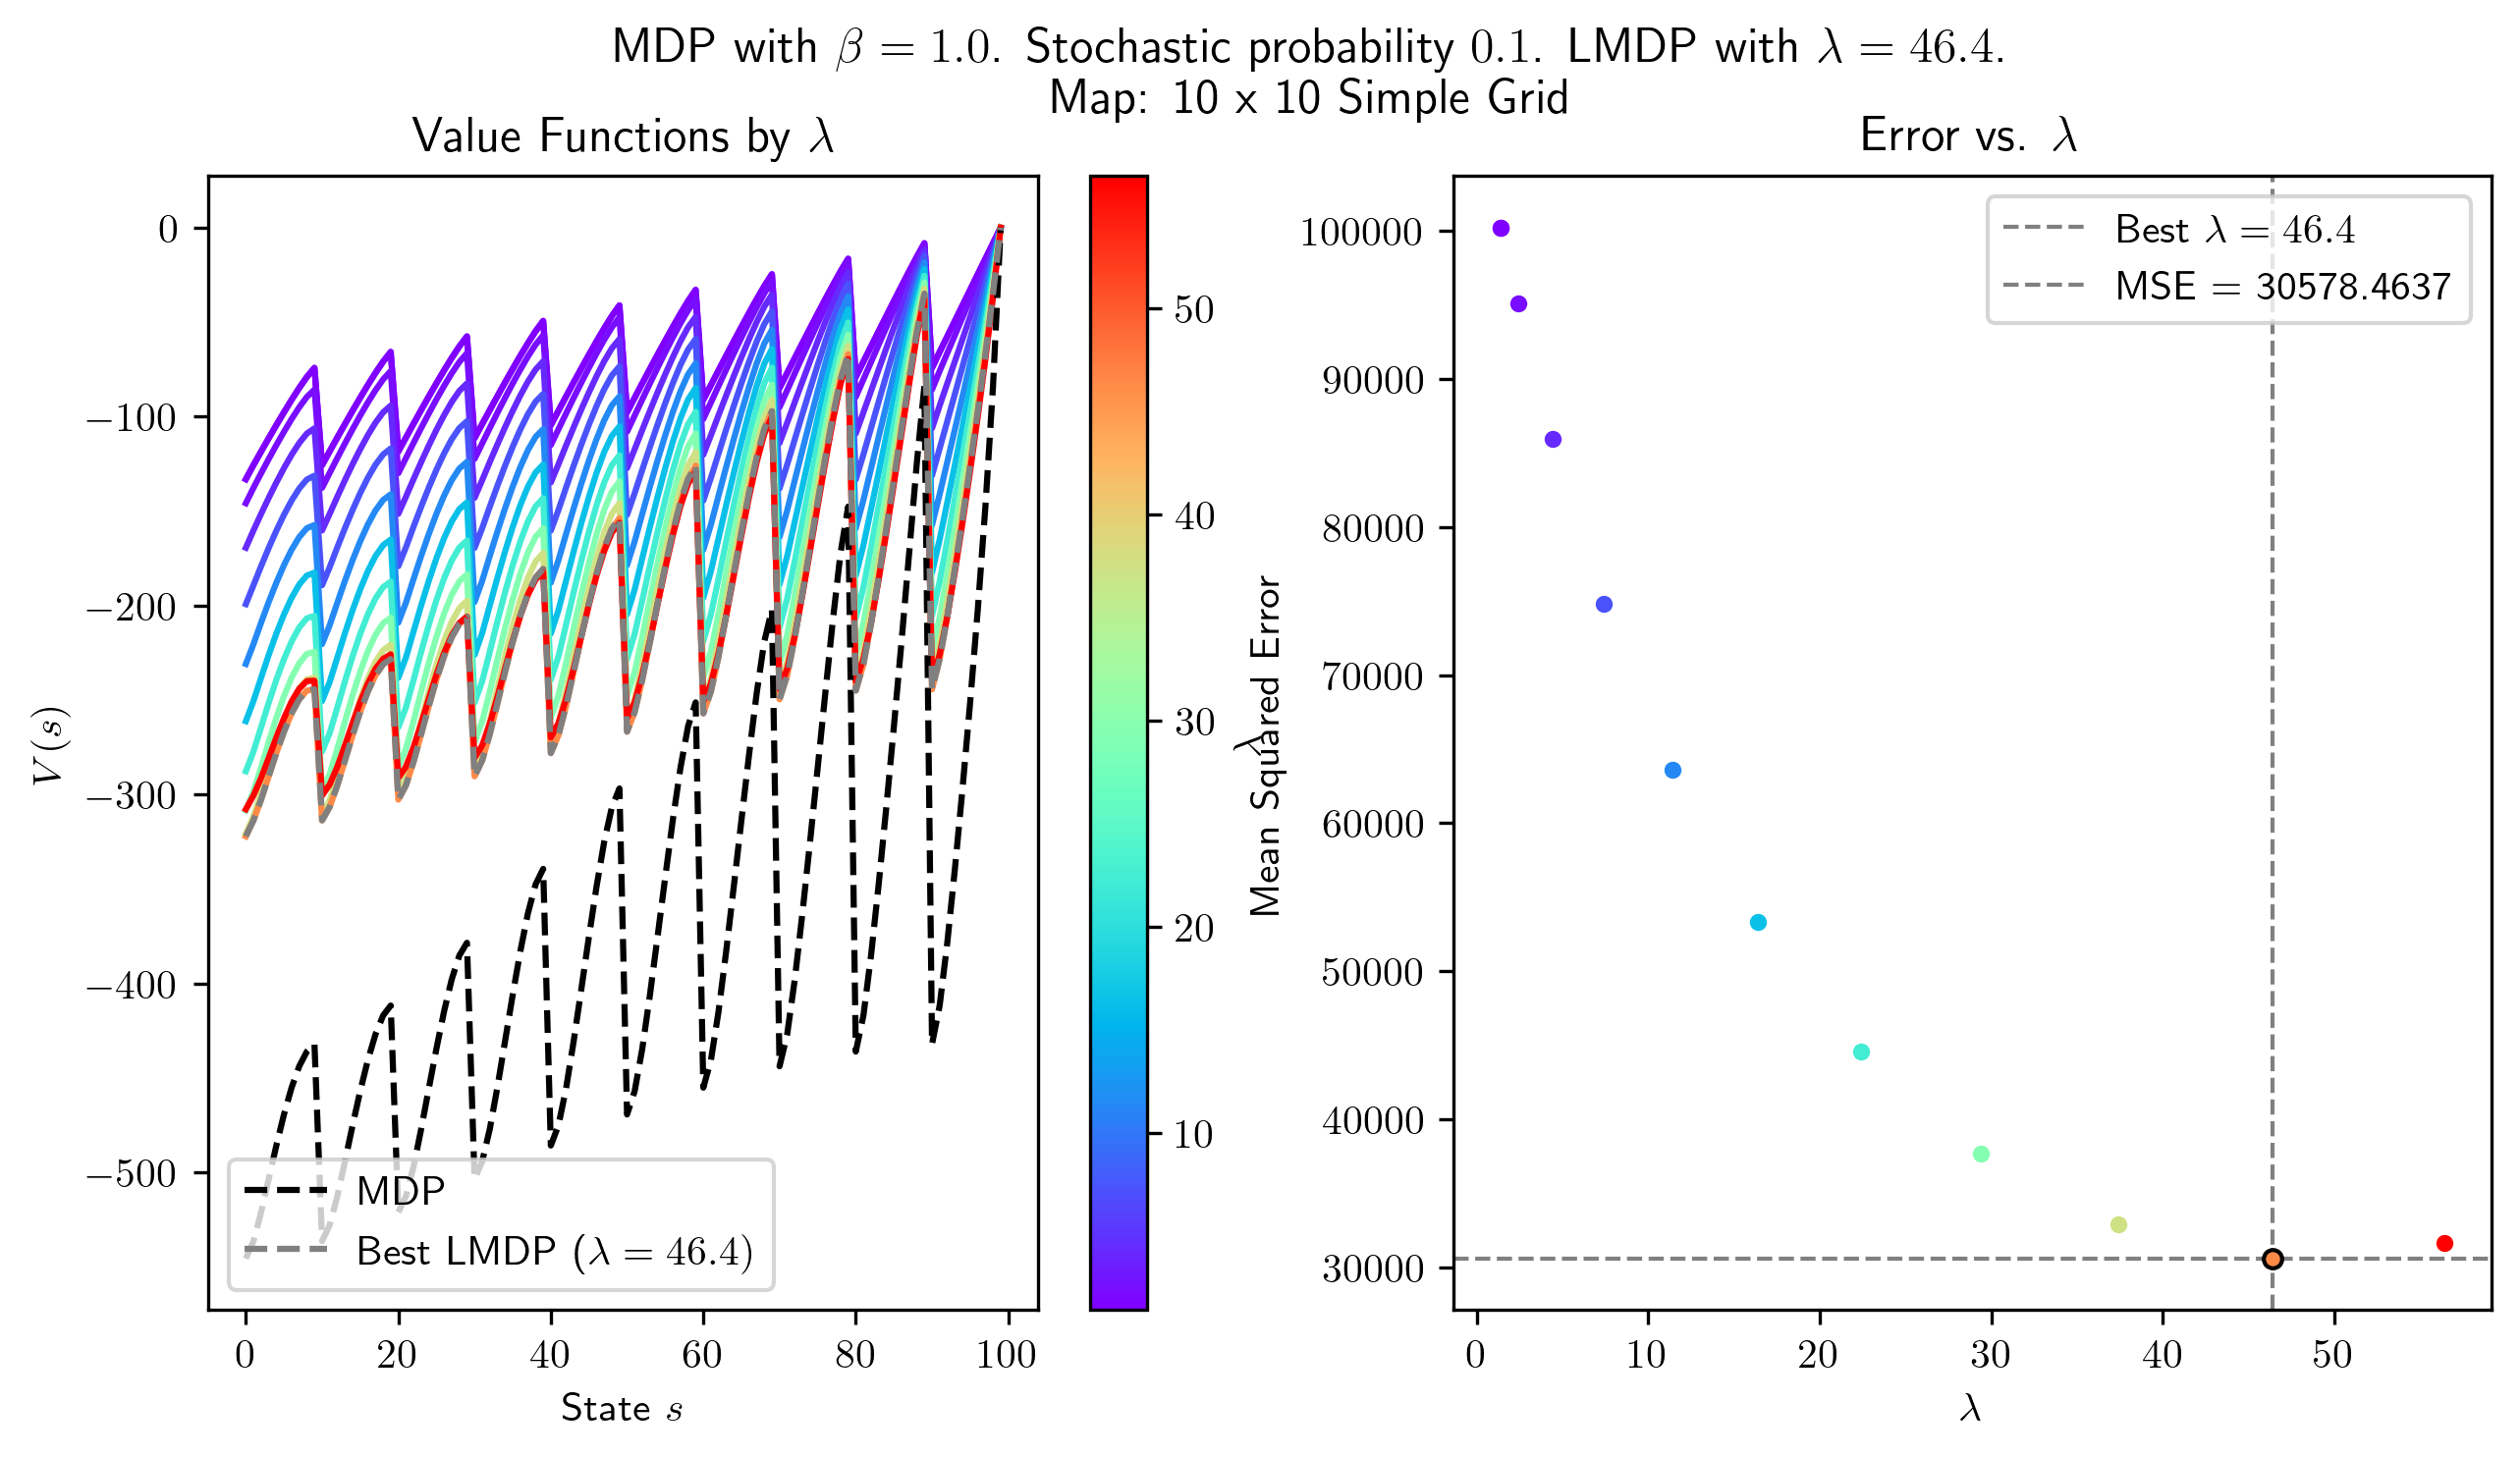 MDP with β = 1.0. Stochastic probability 0.1. LMDP with λ = 46.4.
Map: 10 x 10 Simple Grid
Value Functions by λ
0
−100
−200
−300
−400
−500
V(s)
MDP
Best LMDP (λ = 46.4)
0 20 40 60 80 100
State s
50
40
30
20
10
λ
Error vs. λ
100000
90000
80000
70000
60000
50000
40000
30000
Mean Squared Error
Best λ = 46.4
MSE = 30578.4637
0 10 20 30 40 50
λ